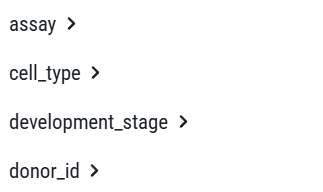 assay
cell_type
development_stage
donor_id